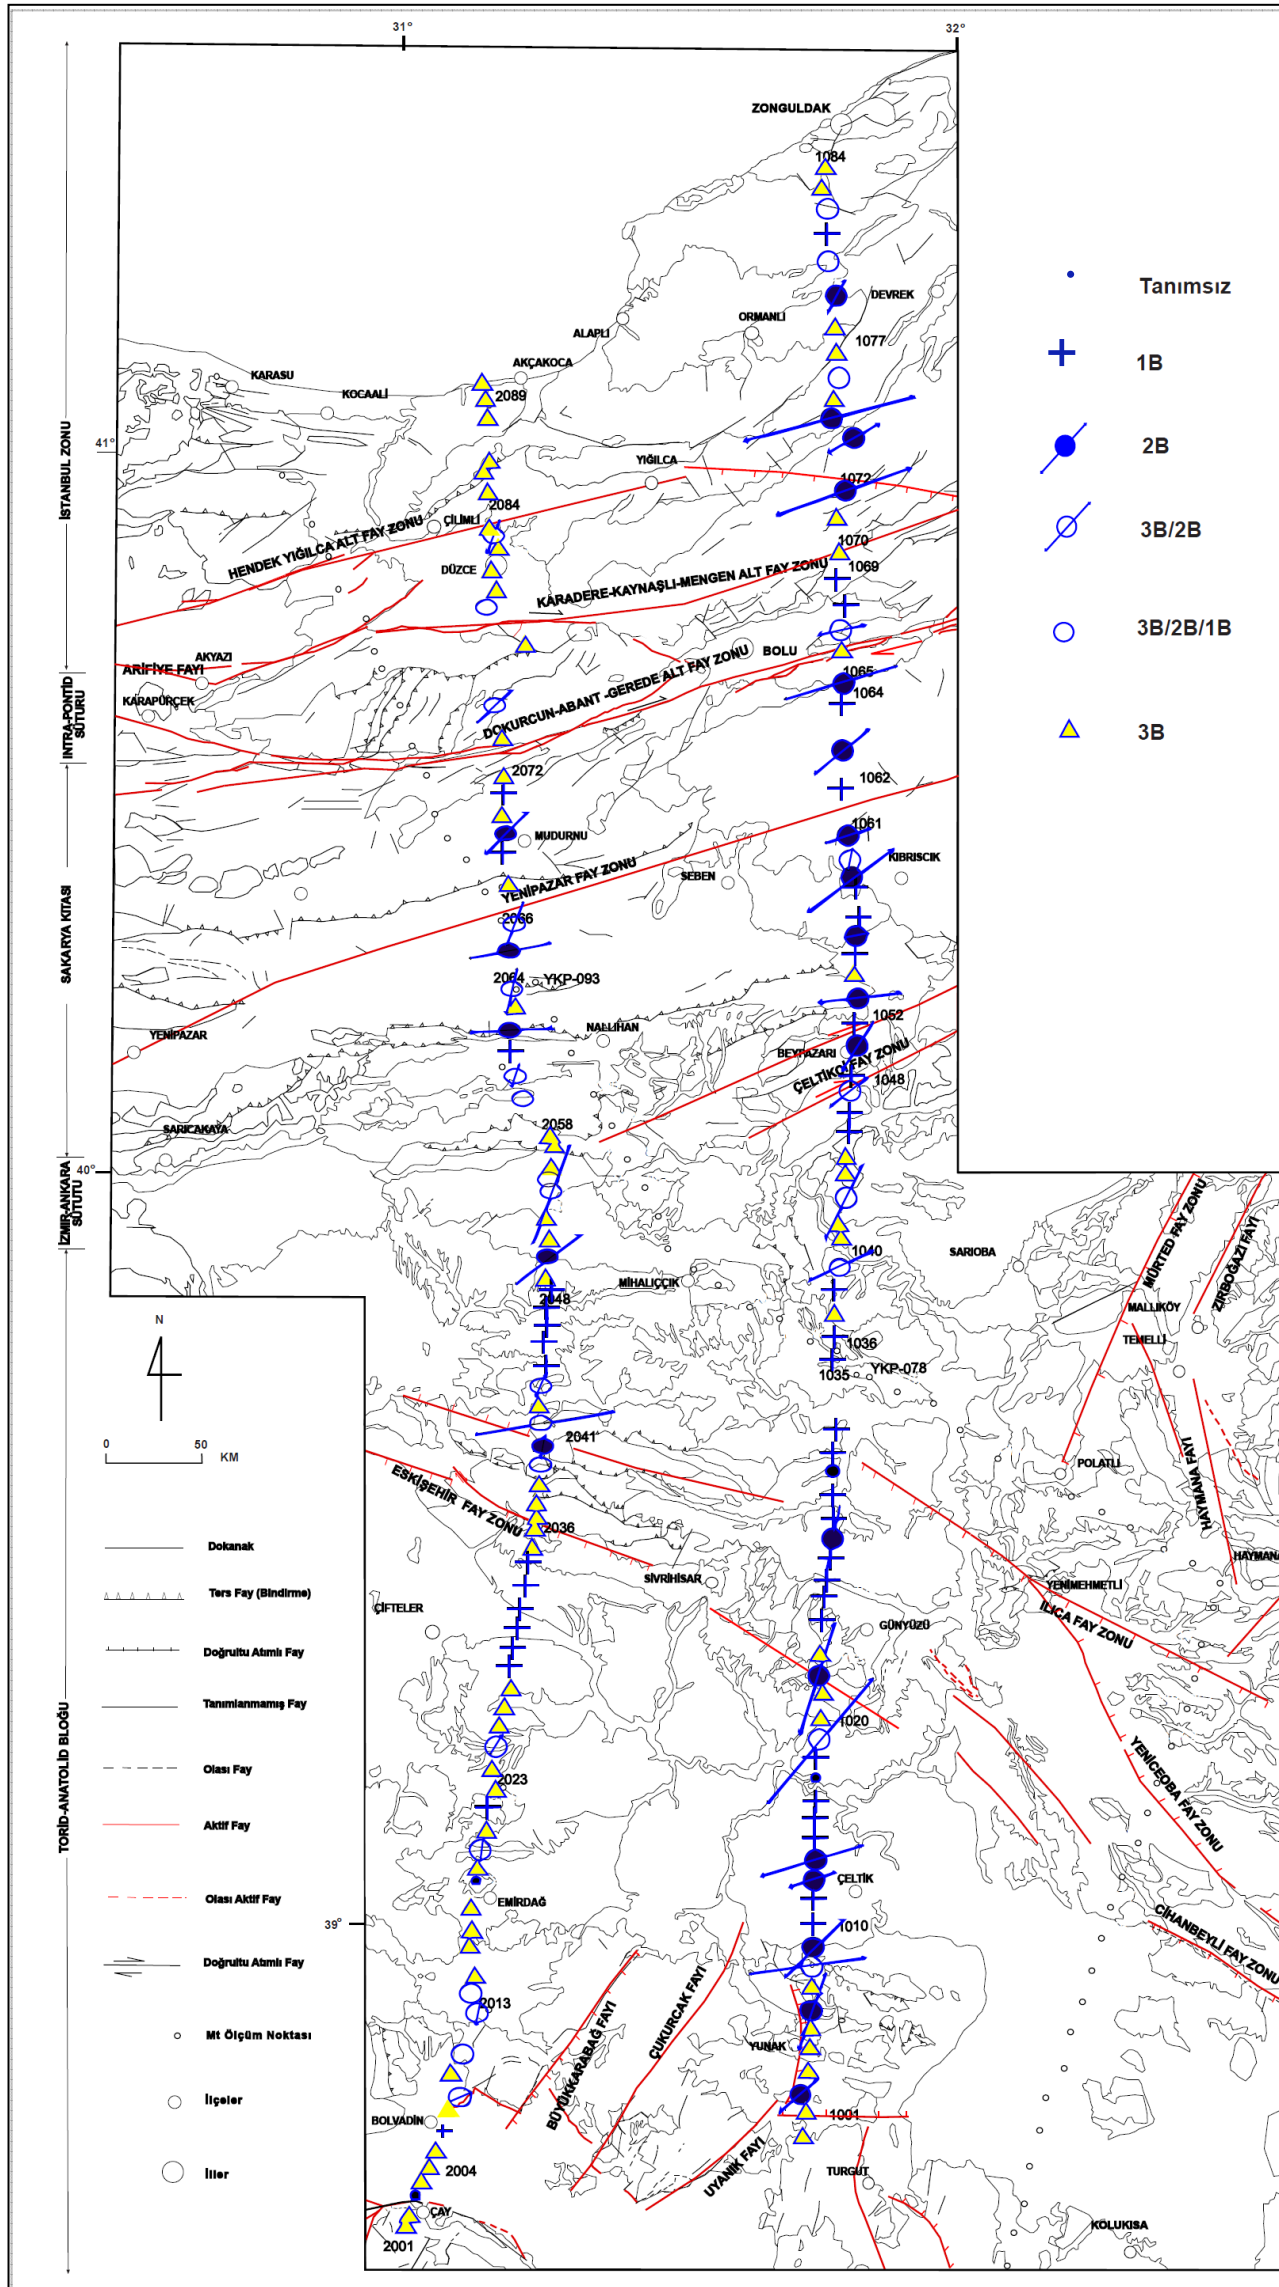 31°
32°
ZONGULDAK
1084
DEVREK
ORMANLI
ALAPLI
1077
AKÇAKOCA
KARASU
KOCAALİ
2089
41°
YIĞILCA
1072
2084
ÇİLİMLİ
HENDEK YIĞILCA ALT FAY ZONU
1070
1069
DÜZCE
KARADERE-KAYNAŞLI-MENGEN ALT FAY ZONU
BOLU
AKYAZI
ARİFİYE FAYI
1065
1064
KARAPÜRÇEK
DOKURCUN-ABANT -GEREDE ALT FAY ZONU
2072
1062
1061
MUDURNU
KIBRISCIK
SEBEN
YENİPAZAR FAY ZONU
2066
2064
YKP-093
1052
NALLIHAN
YENİPAZAR
BEYPAZARI
ÇELTİKÇİ FAY ZONU
1048
2058
SARICAKAYA
40°
1040
SARIOBA
MİHALIÇÇIK
2048
MÜRTED FAY ZONU
ZIRBOĞAZI FAYI
MALLIKÖY
TEMELLİ
1036
1035
YKP-078
2041
POLATLI
HAYMANA FAYI
ESKİŞEHİR FAY ZONU
2036
HAYMANA
SİVRİHİSAR
YENİMEHMETLİ
ILICA FAY ZONU
ÇİFTELER
GÜNYÜZÜ
1020
YENİCEOBA FAY ZONU
2023
ÇELTİK
EMİRDAĞ
39°
1010
CİHANBEYLİ FAY ZONU
2013
BÜYÜKKARABAĞ FAYI
ÇUKURCAK FAYI
YUNAK
BOLVADİN
1001
UYANIK FAYI
TURGUT
2004
ÇAY
2001
KOLUKISA
İSTANBUL ZONU
INTRA-PONTİD
SÜTURU
SAKARYA KITASI
İZMİR-ANKARA
SÜTUTU
TORİD-ANATOLİD BLOĞU
Tanımsız
1B
2B
3B/2B
3B/2B/1B
3B
N
0
50
KM
Dokanak
Ters Fay (Bindirme)
Doğrultu Atımlı Fay
Tanımlanmamış Fay
Olası Fay
Aktif Fay
Olası Aktif Fay
Doğrultu Atımlı Fay
Mt Ölçüm Noktası
İlçeler
İller